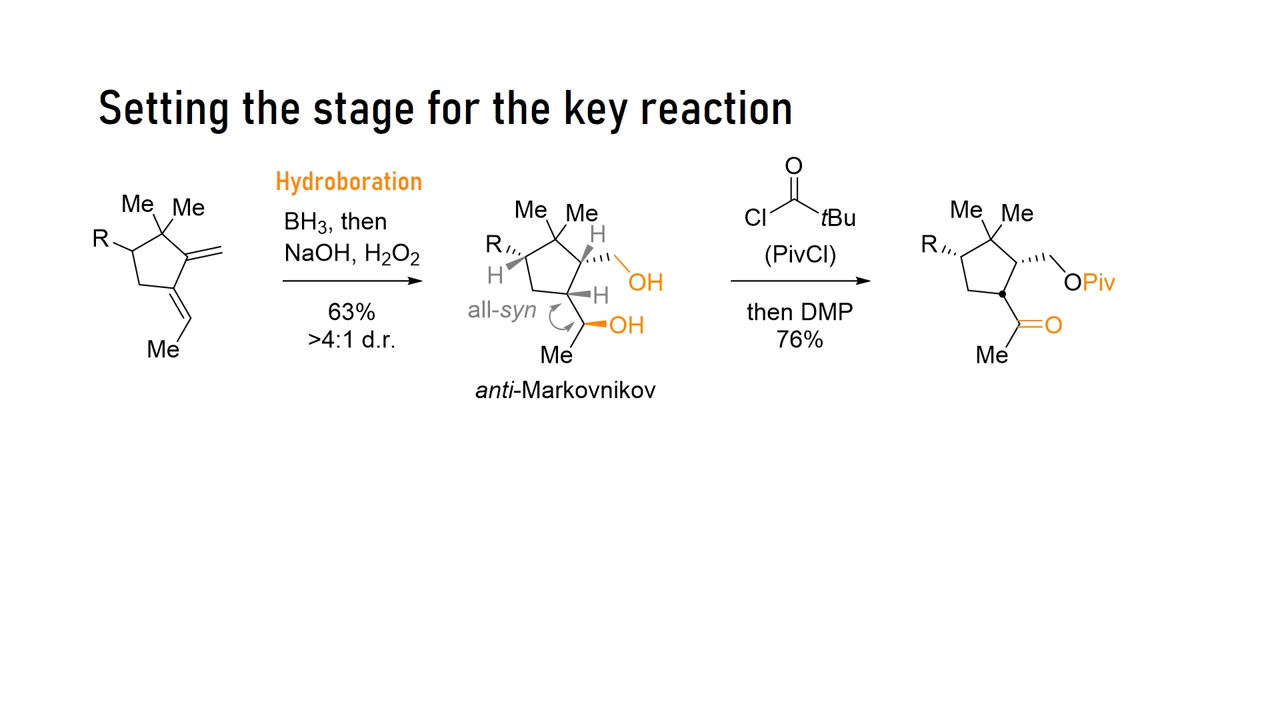 Setting the stage for the key reaction
Me Me
R
Me
Hydroboration
BH₃, then
NaOH, H₂O₂
63%
>4:1 d.r.
Me Me
R H
H
OH
H
all-syn
OH
Me
anti-Markovnikov
O
Cl tBu
(PivCl)
then DMP
76%
Me Me
R
OPiv
O
Me